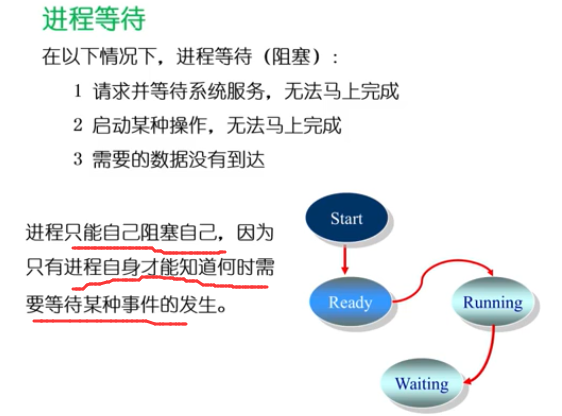 进程等待
在以下情况下，进程等待（阻塞）：
1 请求并等待系统服务，无法马上完成
2 启动某种操作，无法马上完成
3 需要的数据没有到达
进程只能自己阻塞自己，因为
只有进程自身才能知道何时需
要等待某种事件的发生。
Start
Ready
Running
Waiting